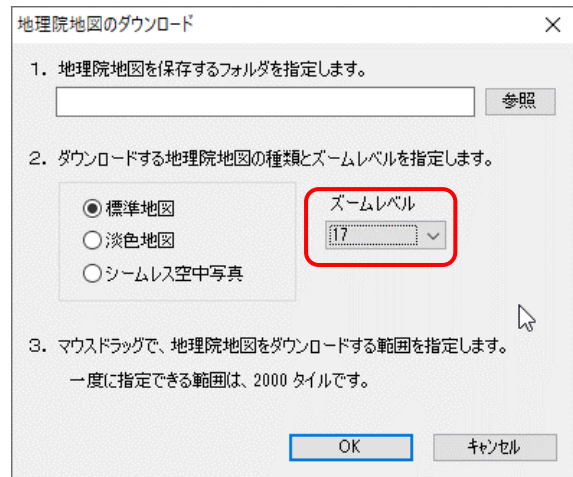 地理院地図のダウンロード
1. 地理院地図を保存するフォルダを指定します。
参照
2. ダウンロードする地理院地図の種類とズームレベルを指定します。
標準地図
淡色地図
シームレス空中写真
ズームレベル
17
3. マウスドラッグで、地理院地図をダウンロードする範囲を指定します。
一度に指定できる範囲は、2000 タイルです。
OK
キャンセル